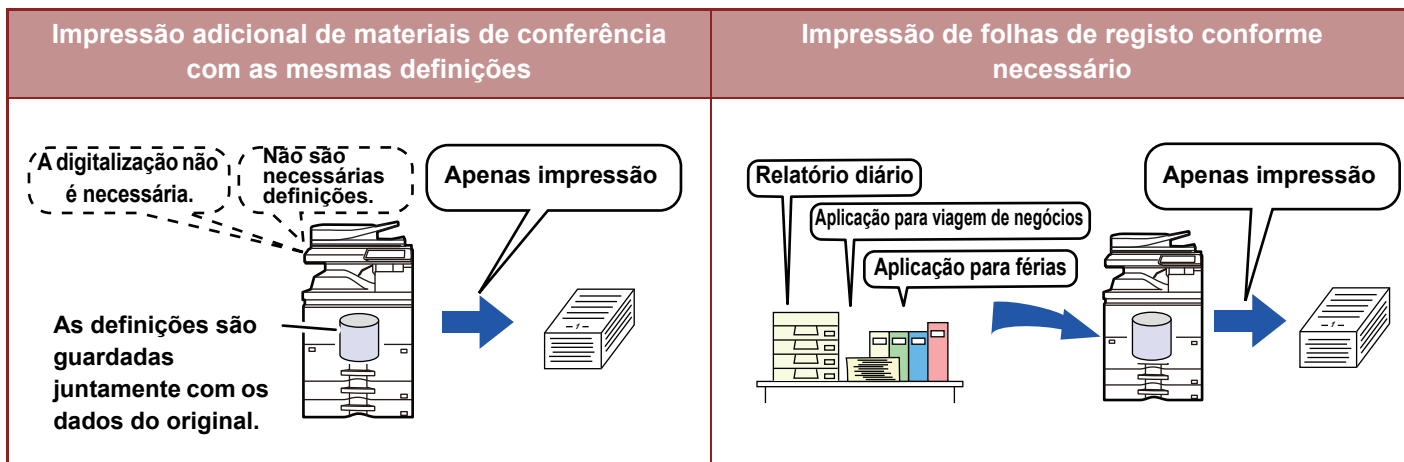 Impressão adicional de materiais de conferência
com as mesmas definições
A digitalização não
é necessária.
Não são
necessárias
definições.
Apenas impressão
As definições são
guardadas
juntamente com os
dados do original.
-1-
Impressão de folhas de registo conforme
necessário
Relatório diário
Aplicação para viagem de negócios
Aplicação para férias
Apenas impressão
-1-